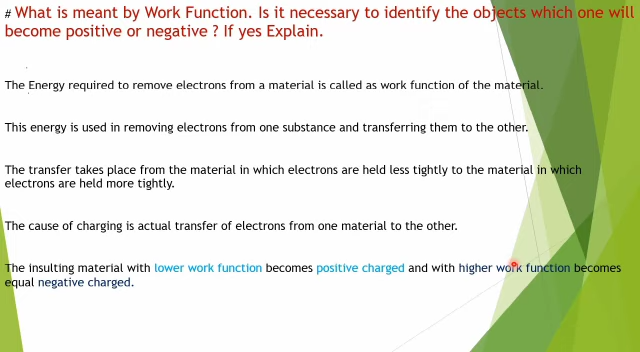 # What is meant by Work Function. Is it necessary to identify the objects which one will
become positive or negative ? If yes Explain.
The Energy required to remove electrons from a material is called as work function of the material.
This energy is used in removing electrons from one substance and transferring them to the other.
The transfer takes place from the material in which electrons are held less tightly to the material in which
electrons are held more tightly.
The cause of charging is actual transfer of electrons from one material to the other.
The insulting material with lower work function becomes positive charged and with higher work function becomes
equal negative charged.